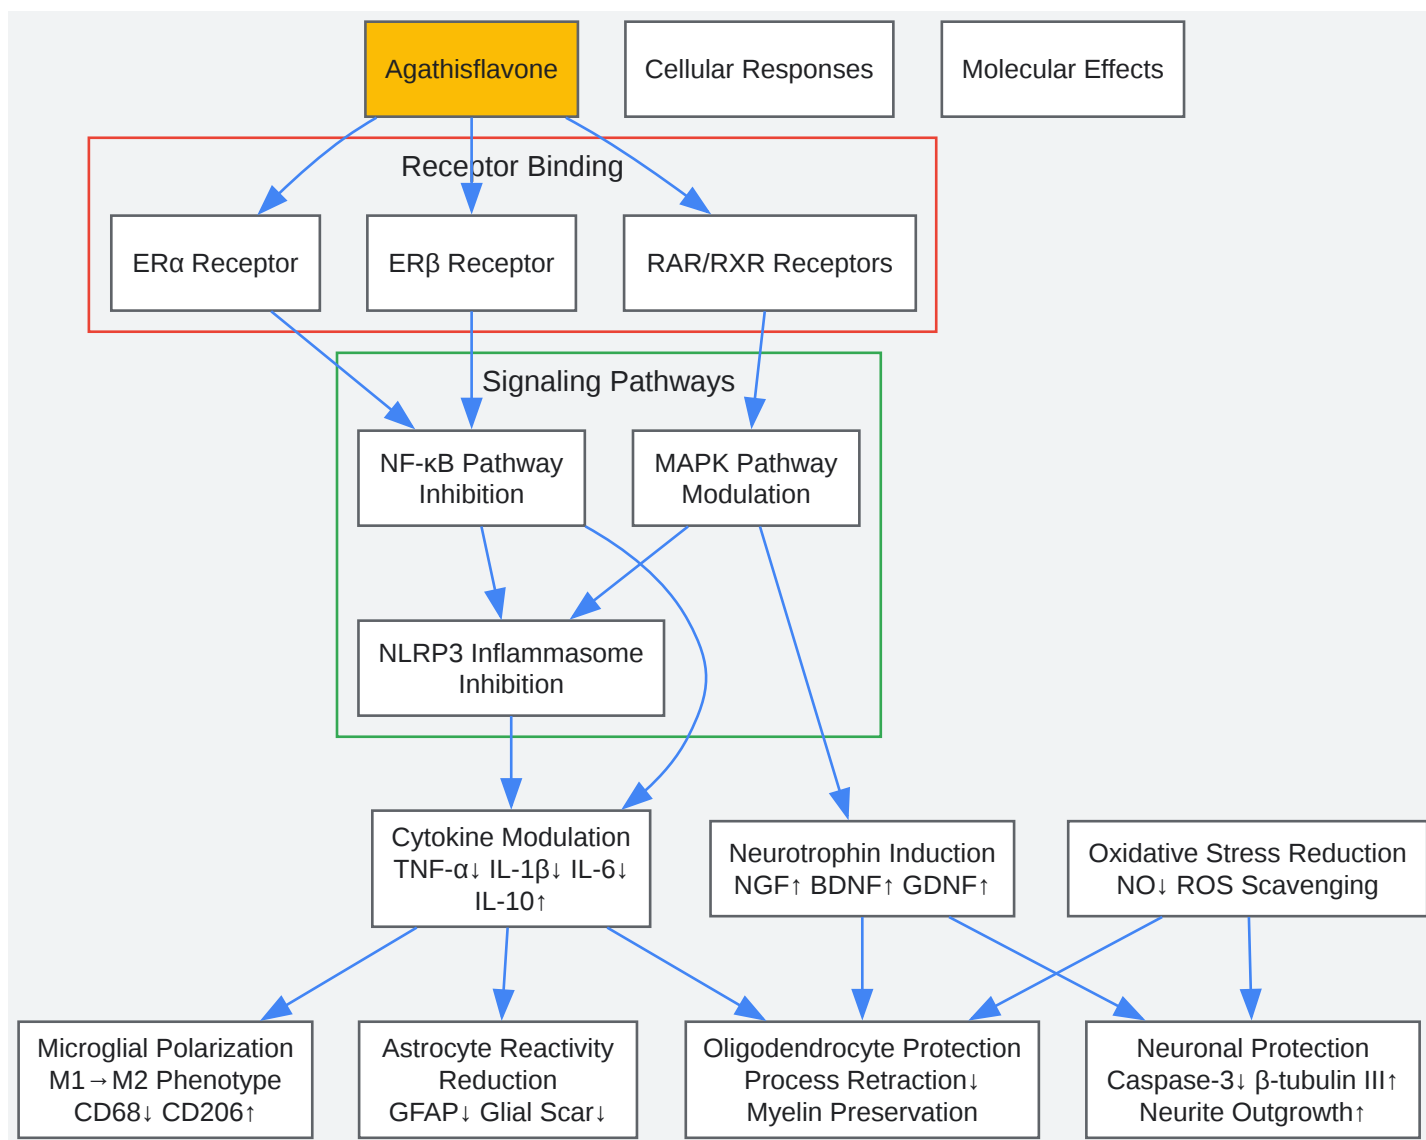 Agathisflavone
Cellular Responses
Molecular Effects
Receptor Binding
ERα Receptor
ERβ Receptor
RAR/RXR Receptors
Signaling Pathways
NF-κB Pathway
Inhibition
MAPK Pathway
Modulation
NLRP3 Inflammasome
Inhibition
Cytokine Modulation
TNF-α↓ IL-1β↓ IL-6↓
IL-10↑
Neurotrophin Induction
NGF↑ BDNF↑ GDNF↑
Oxidative Stress Reduction
NO↓ ROS Scavenging
Microglial Polarization
M1→M2 Phenotype
CD68↓ CD206↑
Astrocyte Reactivity
Reduction
GFAP↓ Glial Scar↓
Oligodendrocyte Protection
Process Retraction↓
Myelin Preservation
Neuronal Protection
Caspase-3↓ β-tubulin III↑
Neurite Outgrowth↑